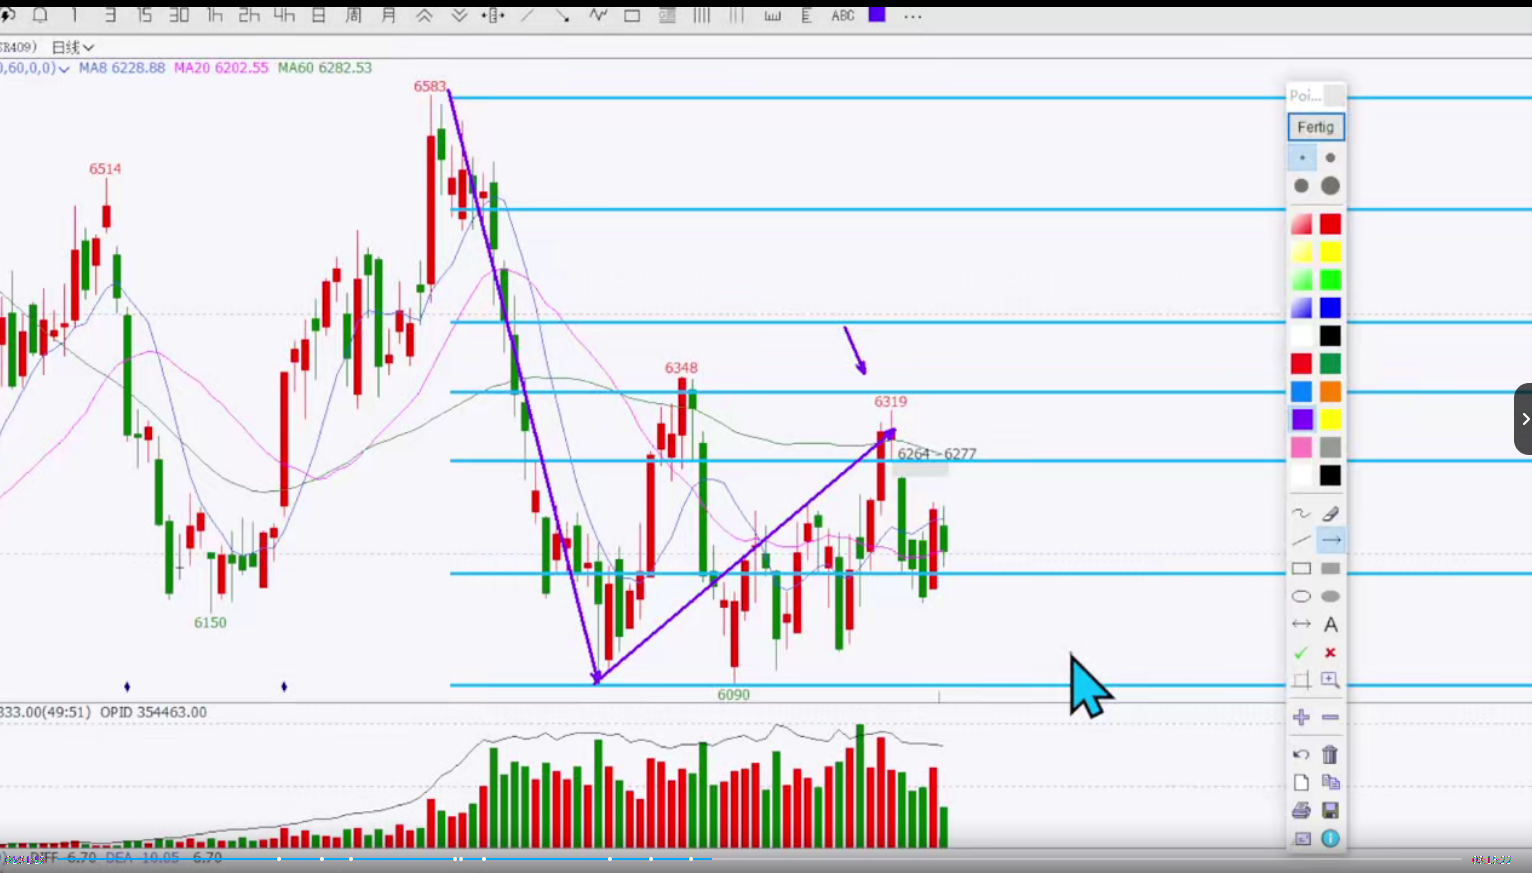 1 3 15 30 1h 2h 4h 日 周 月 ABC ...
SR409) 日线
0,60,0,0) MA8 6228.88 MA20 6202.55 MA60 6282.53
6583
Poi...
Fertig
6514
6348
6319
6264-6277
A
6150
6090
333.00(49:51) OPID 354463.00
DIFF 6.70 DEA 10.05 6.70